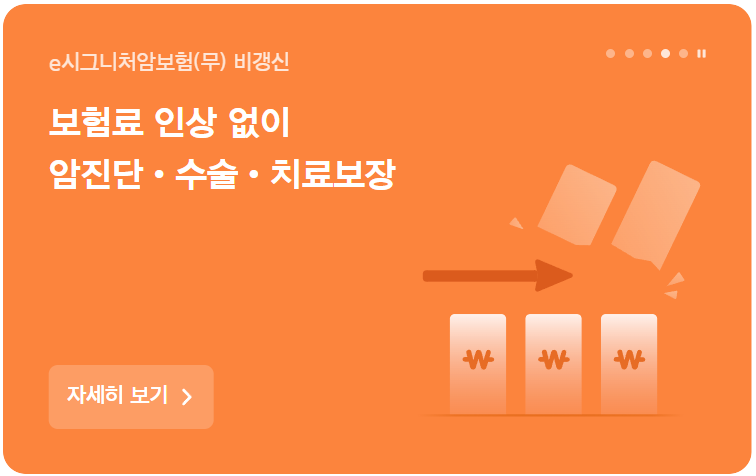 e시그니처암보험(무) 비갱신
보험료 인상 없이
암진단 • 수술 • 치료보장
₩ ₩ ₩
자세히 보기 >